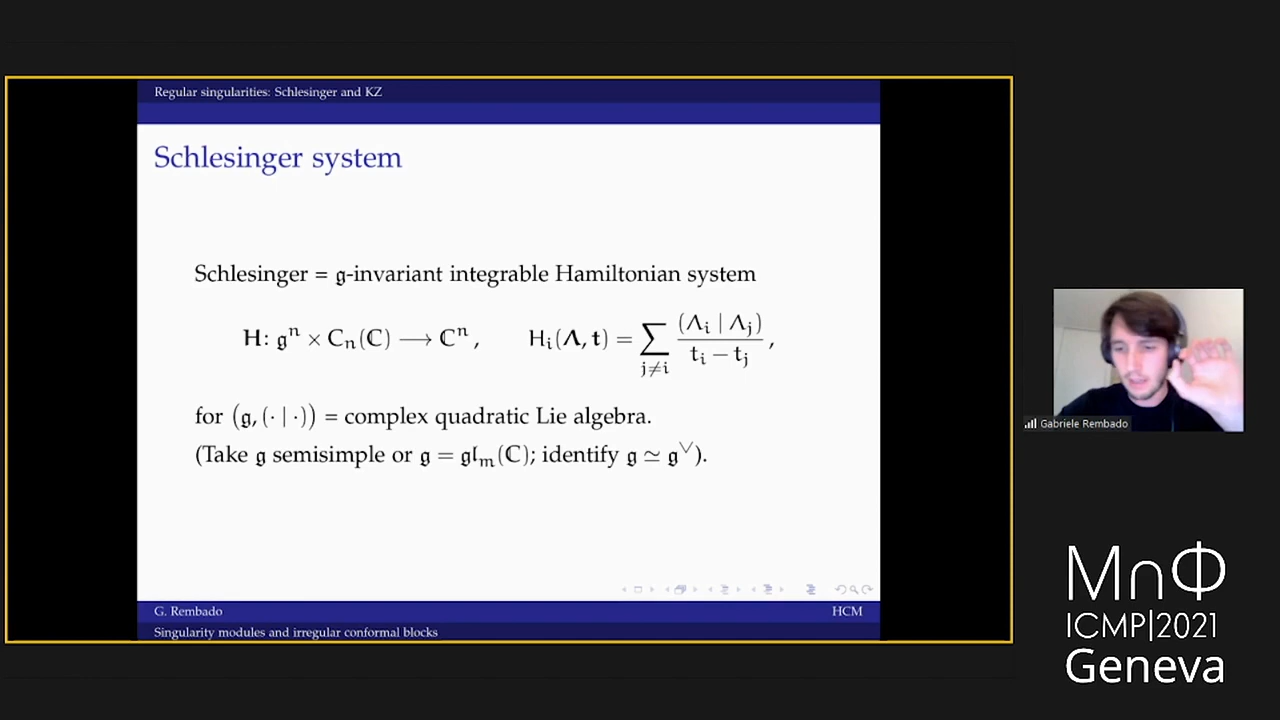 Regular singularities: Schlesinger and KZ
Schlesinger system
Schlesinger = 𝔤-invariant integrable Hamiltonian system
H: 𝔤ⁿ × Cₙ(ℂ) ⟶ ℂⁿ, Hᵢ(Λ, t) = ∑_{j≠i} (Λᵢ | Λⱼ) / (tᵢ − tⱼ),
for (𝔤, (· | ·)) = complex quadratic Lie algebra.
(Take 𝔤 semisimple or 𝔤 = 𝔤𝔩ₘ(ℂ); identify 𝔤 ≃ 𝔤^∨).
G. Rembado HCM
Singularity modules and irregular conformal blocks
Gabriele Rembado
M∩Φ
ICMP|2021
Geneva